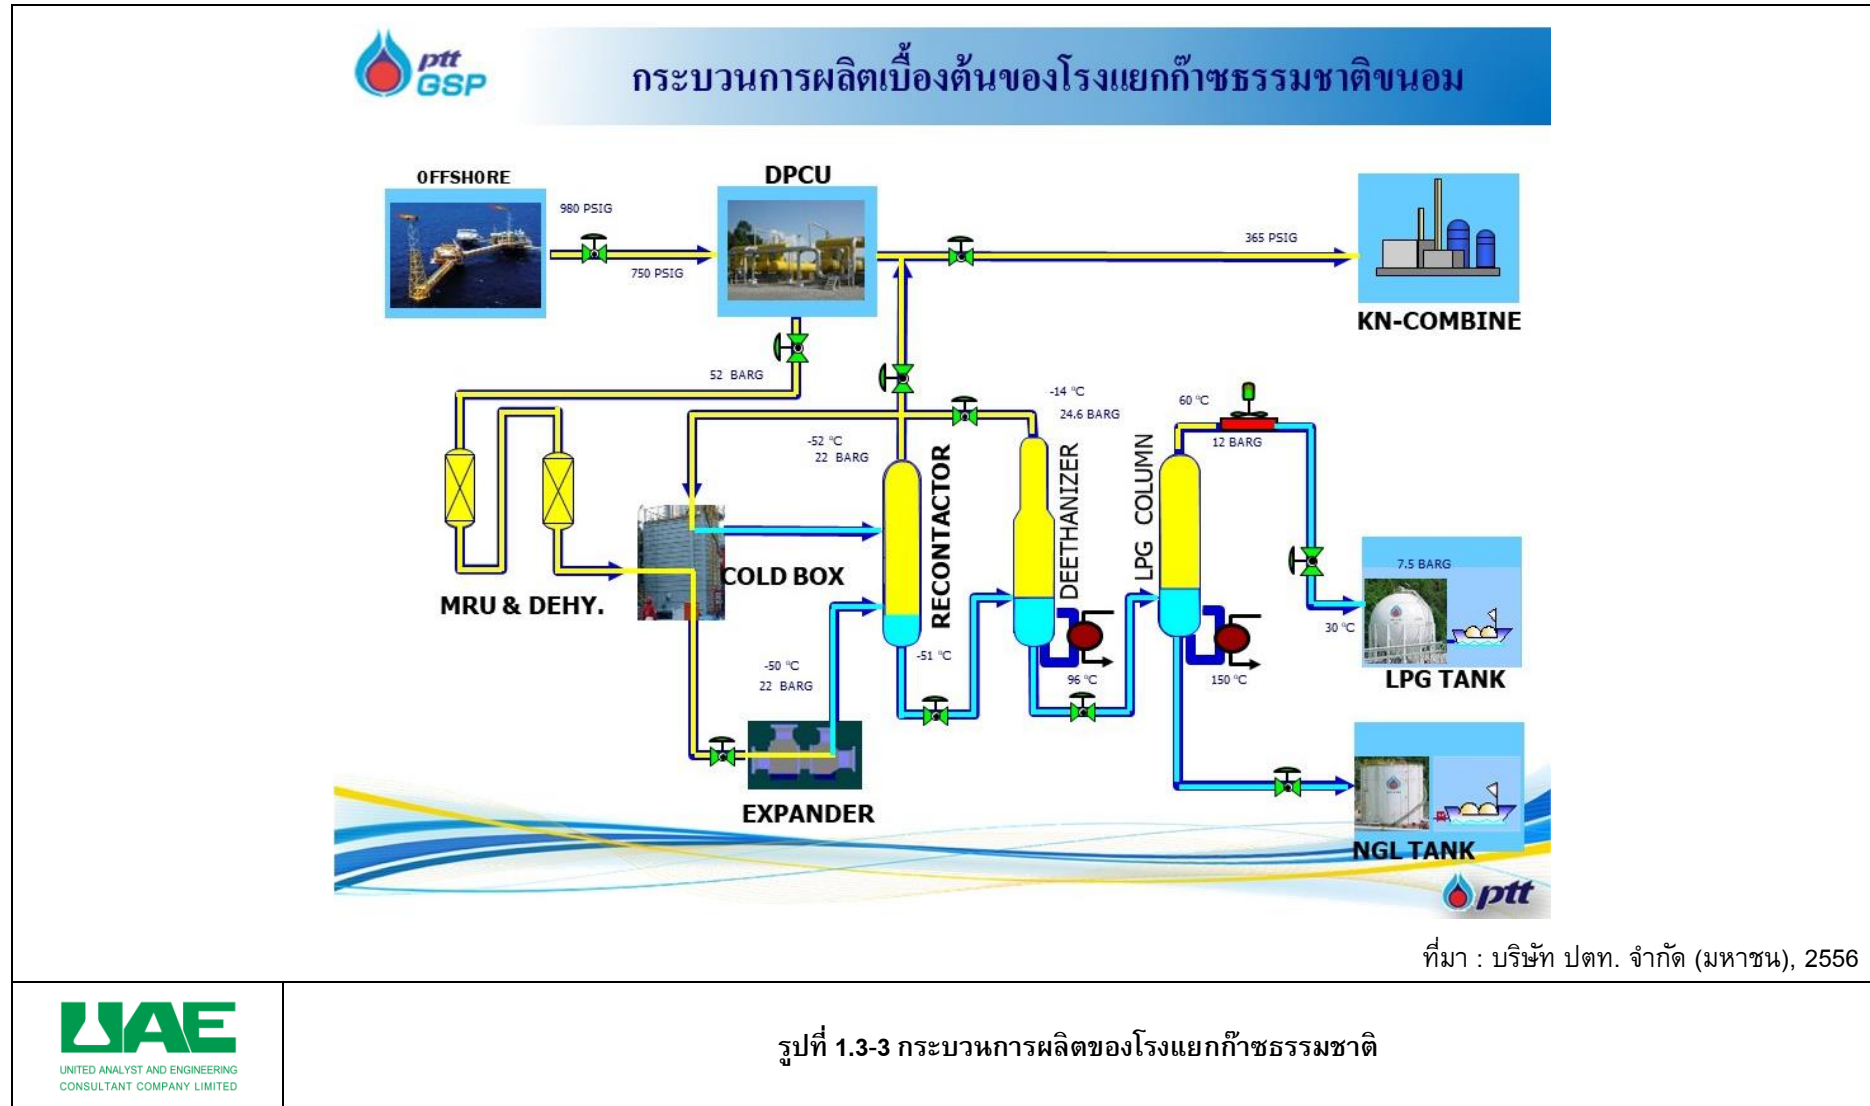 ptt
GSP
กระบวนการผลิตเบื้องต้นของโรงแยกก๊าซธรรมชาติขนอม
OFFSHORE
DPCU
980 PSIG
750 PSIG
365 PSIG
KN-COMBINE
52 BARG
-14 °C
24.6 BARG
60 °C
12 BARG
-52 °C
22 BARG
RECONTACTOR
DEETHANIZER
LPG COLUMN
7.5 BARG
COLD BOX
MRU & DEHY.
30 °C
-51 °C
-50 °C
22 BARG
96 °C
150 °C
LPG TANK
EXPANDER
NGL TANK
ptt
ที่มา : บริษัท ปตท. จำกัด (มหาชน), 2556
UAE
UNITED ANALYST AND ENGINEERING
CONSULTANT COMPANY LIMITED
รูปที่ 1.3-3 กระบวนการผลิตของโรงแยกก๊าซธรรมชาติ